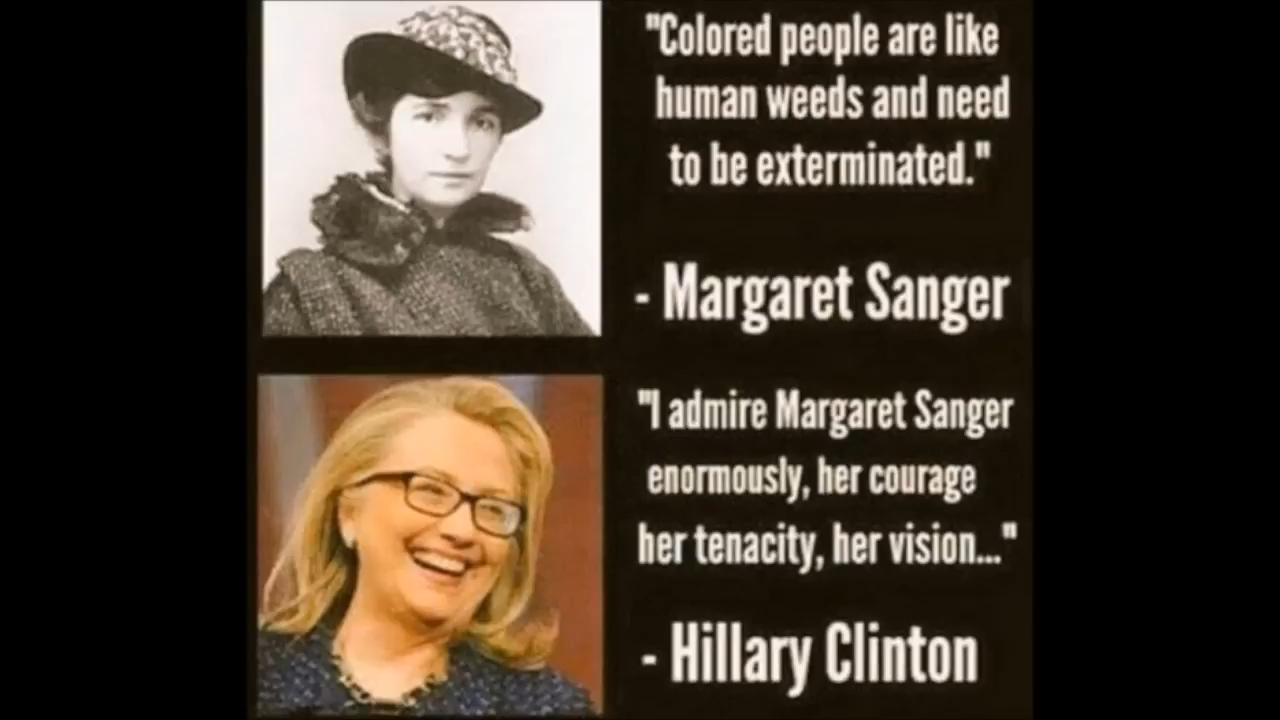 "Colored people are like
human weeds and need
to be exterminated."
- Margaret Sanger
"I admire Margaret Sanger
enormously, her courage
her tenacity, her vision..."
- Hillary Clinton